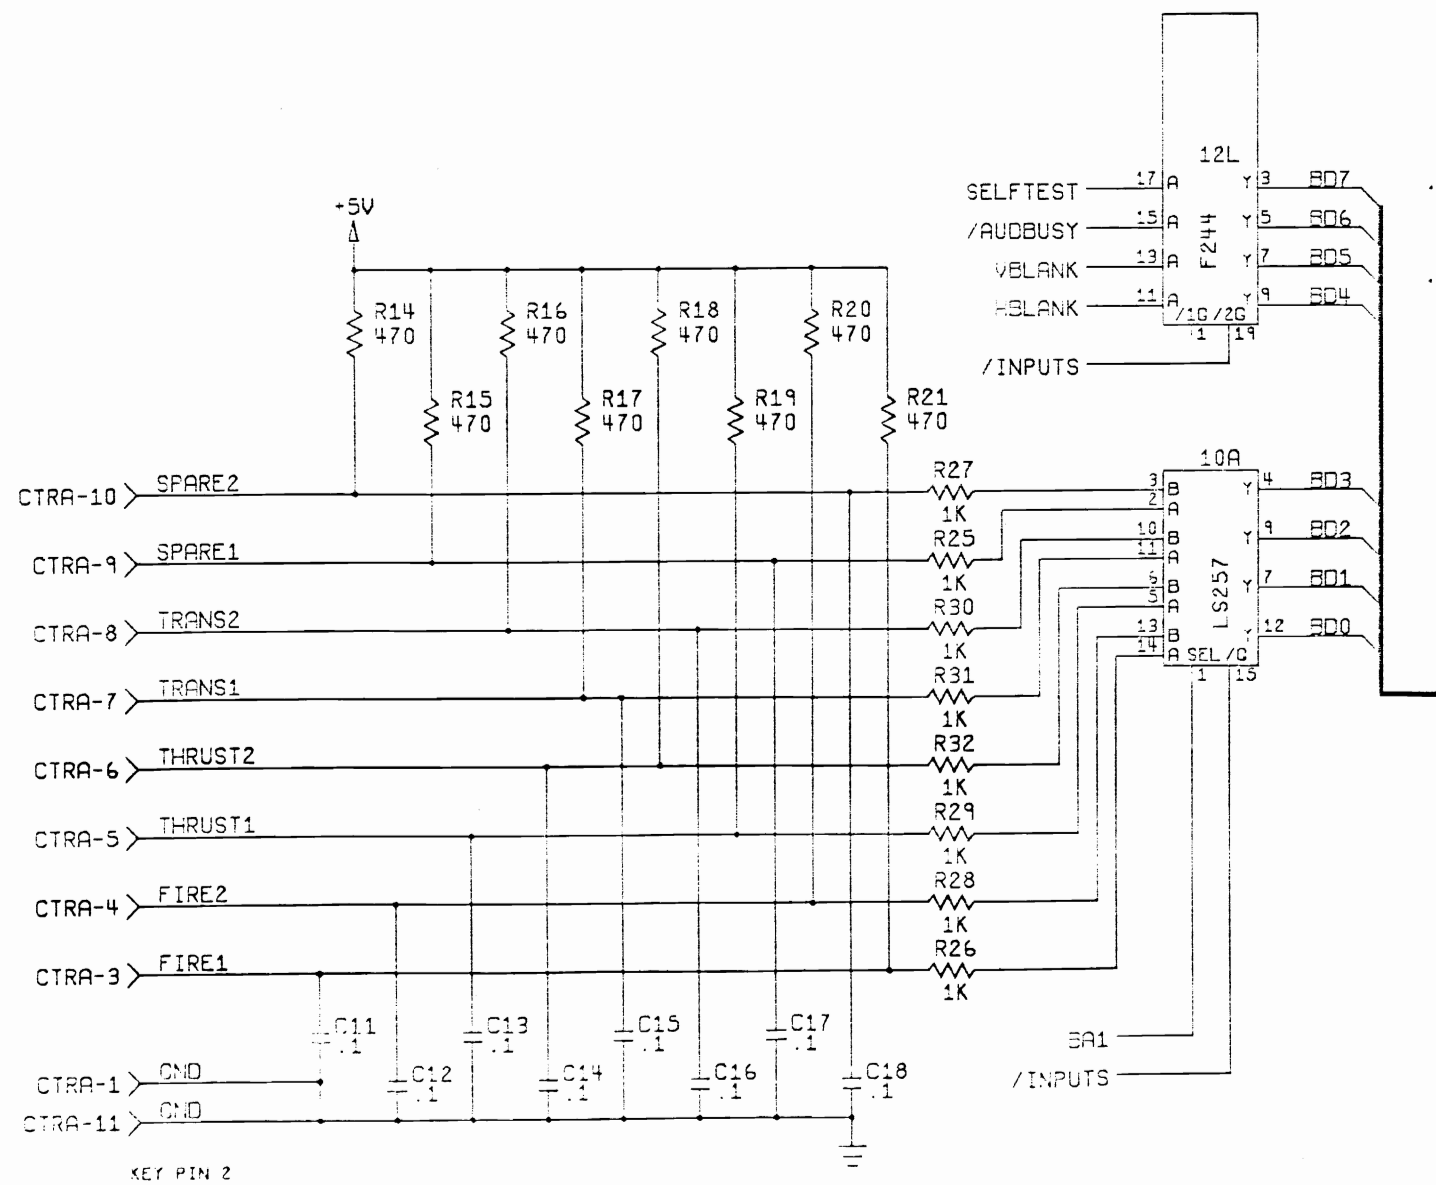 12L
SELFTEST 17 A Y 3 BD7
/AUDBUSY 15 A Y 5 BD6
VBLANK 13 A Y 7 BD5
HBLANK 11 A Y 9 BD4
F244
/1G /2G
1 19
/INPUTS
+5V
R14 470
R16 470
R18 470
R20 470
R15 470
R17 470
R19 470
R21 470
10A
LS257
CTRA-10 SPARE2 R27 1K 3 B Y 4 BD3
2 A
CTRA-9 SPARE1 R25 1K 10 B Y 9 BD2
11 A
CTRA-8 TRANS2 R30 1K 6 B Y 7 BD1
5 A
13 B Y 12 BD0
14 A SEL /G
1 15
CTRA-7 TRANS1 R31 1K
CTRA-6 THRUST2 R32 1K
CTRA-5 THRUST1 R29 1K
CTRA-4 FIRE2 R28 1K
CTRA-3 FIRE1 R26 1K
C11 .1
C13 .1
C15 .1
C17 .1
BA1
CTRA-1 GND
C12 .1
C14 .1
C16 .1
C18 .1
/INPUTS
CTRA-11 GND
KEY PIN 2